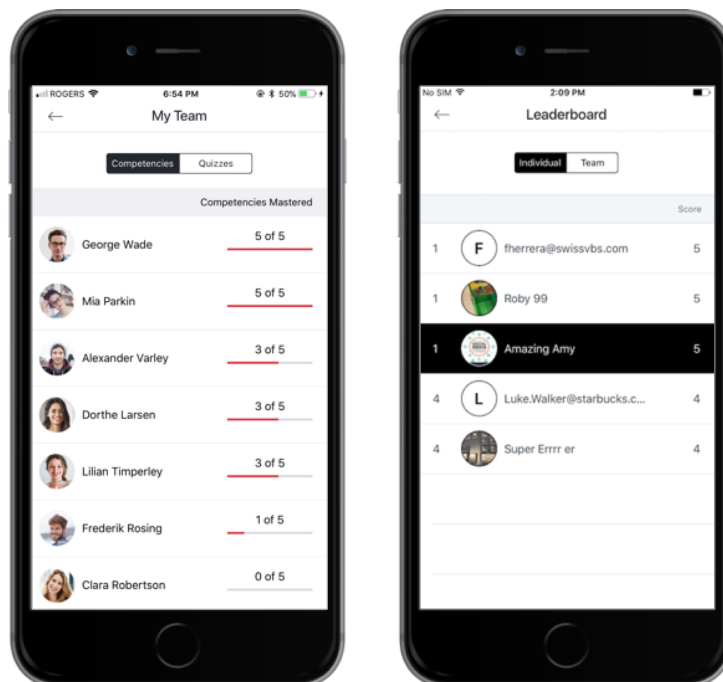 ROGERS 6:54 PM 50%
My Team
Competencies Quizzes
Competencies Mastered
George Wade 5 of 5
Mia Parkin 5 of 5
Alexander Varley 3 of 5
Dorthe Larsen 3 of 5
Lilian Timperley 3 of 5
Frederik Rosing 1 of 5
Clara Robertson 0 of 5
No SIM 2:09 PM
Leaderboard
Individual Team
Score
1 F fherrera@swissvbs.com 5
1 Roby 99 5
1 Amazing Amy 5
4 L Luke.Walker@starbucks.c... 4
4 Super Errrr er 4